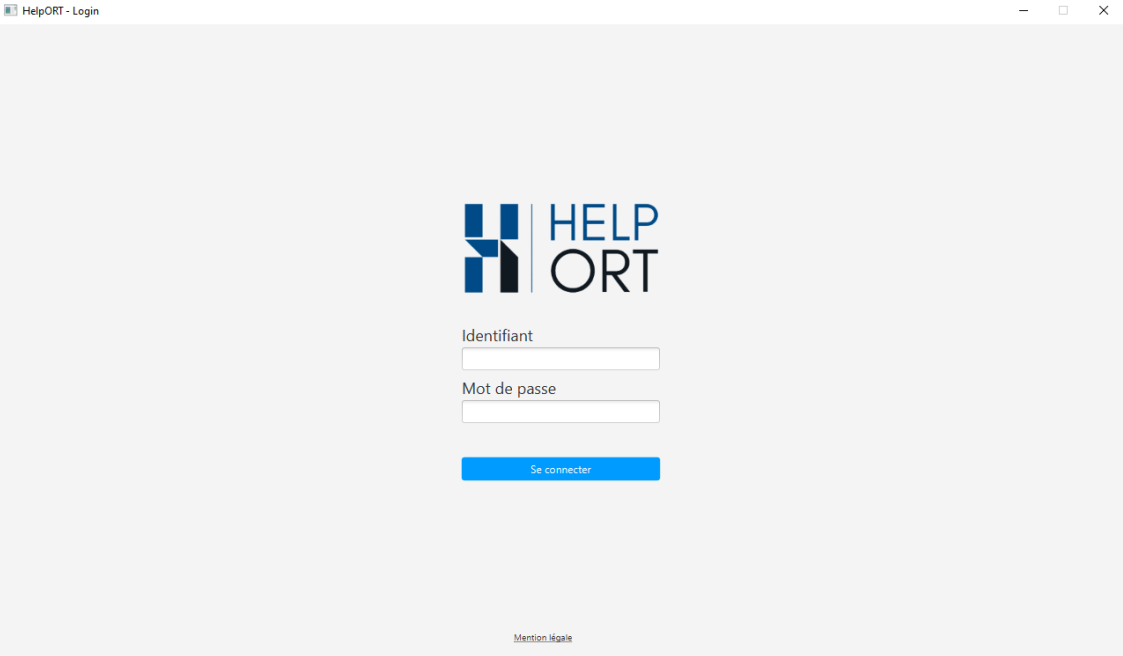 HelpORT - Login
HELP
ORT
Identifiant
Mot de passe
Se connecter
Mention légale